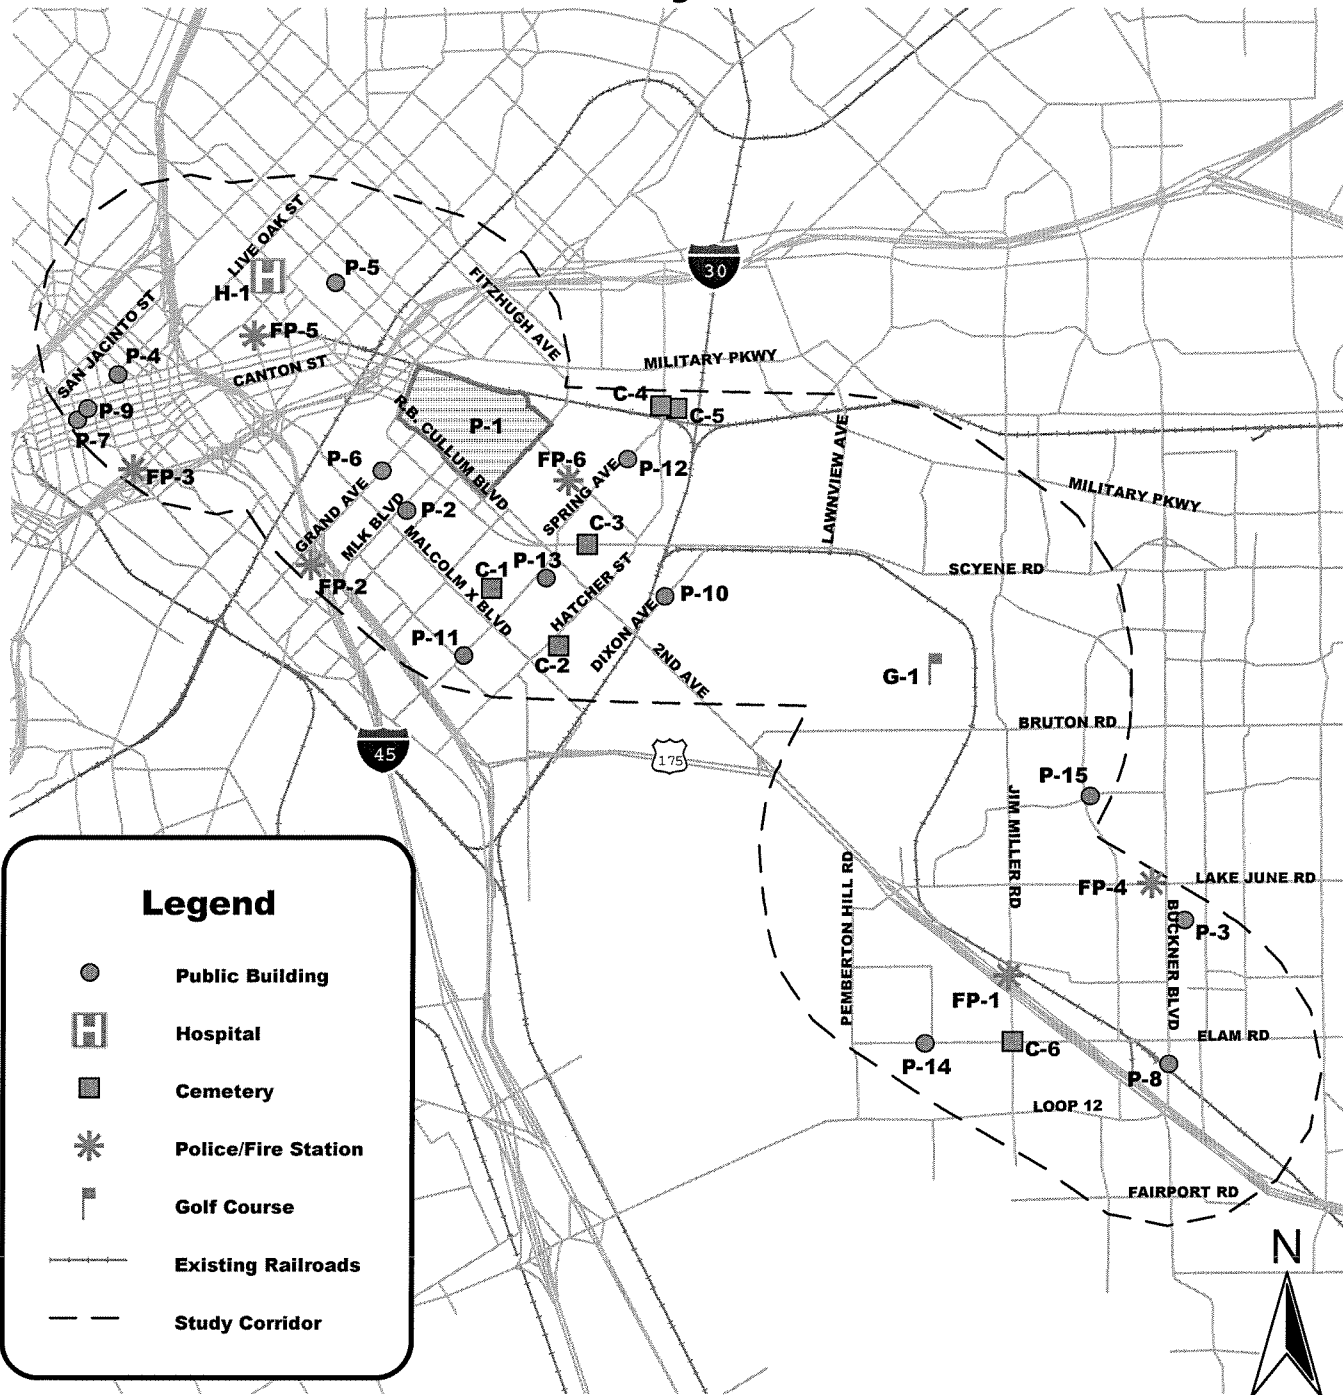 LIVE OAK ST
H-1
P-5
30
FITZHUGH AVE
SAN JACINTO ST
FP-5
P-4
CANTON ST
MILITARY PKWY
P-9
P-7
R.B. CULLUM BLVD
P-1
C-4
C-5
LAWNVIEW AVE
P-6
FP-6
P-12
FP-3
GRAND AVE
MLK BLVD
P-2
SPRING AVE
MILITARY PKWY
C-3
MALCOLM X BLVD
FP-2
C-1
P-13
HATCHER ST
SCYENE RD
P-10
P-11
C-2
DIXON AVE
2ND AVE
G-1
BRUTON RD
45
175
P-15
JIM MILLER RD
PEMBERTON HILL RD
FP-4
LAKE JUNE RD
BUCKNER BLVD
P-3
FP-1
ELAM RD
P-14
C-6
P-8
LOOP 12
FAIRPORT RD
N
Legend
Public Building
H
Hospital
Cemetery
Police/Fire Station
Golf Course
Existing Railroads
Study Corridor